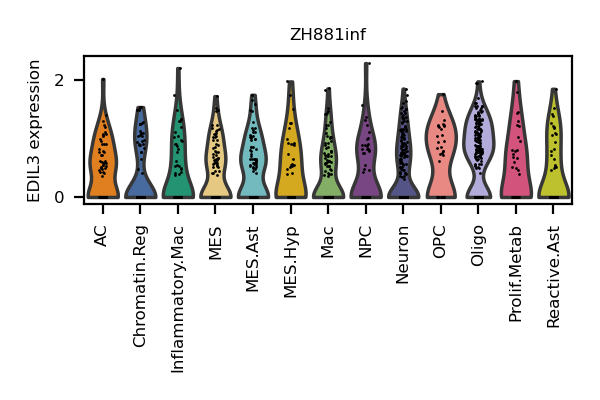 ZH881inf
EDIL3 expression
2
0
AC
Chromatin.Reg
Inflammatory.Mac
MES
MES.Ast
MES.Hyp
Mac
NPC
Neuron
OPC
Oligo
Prolif.Metab
Reactive.Ast